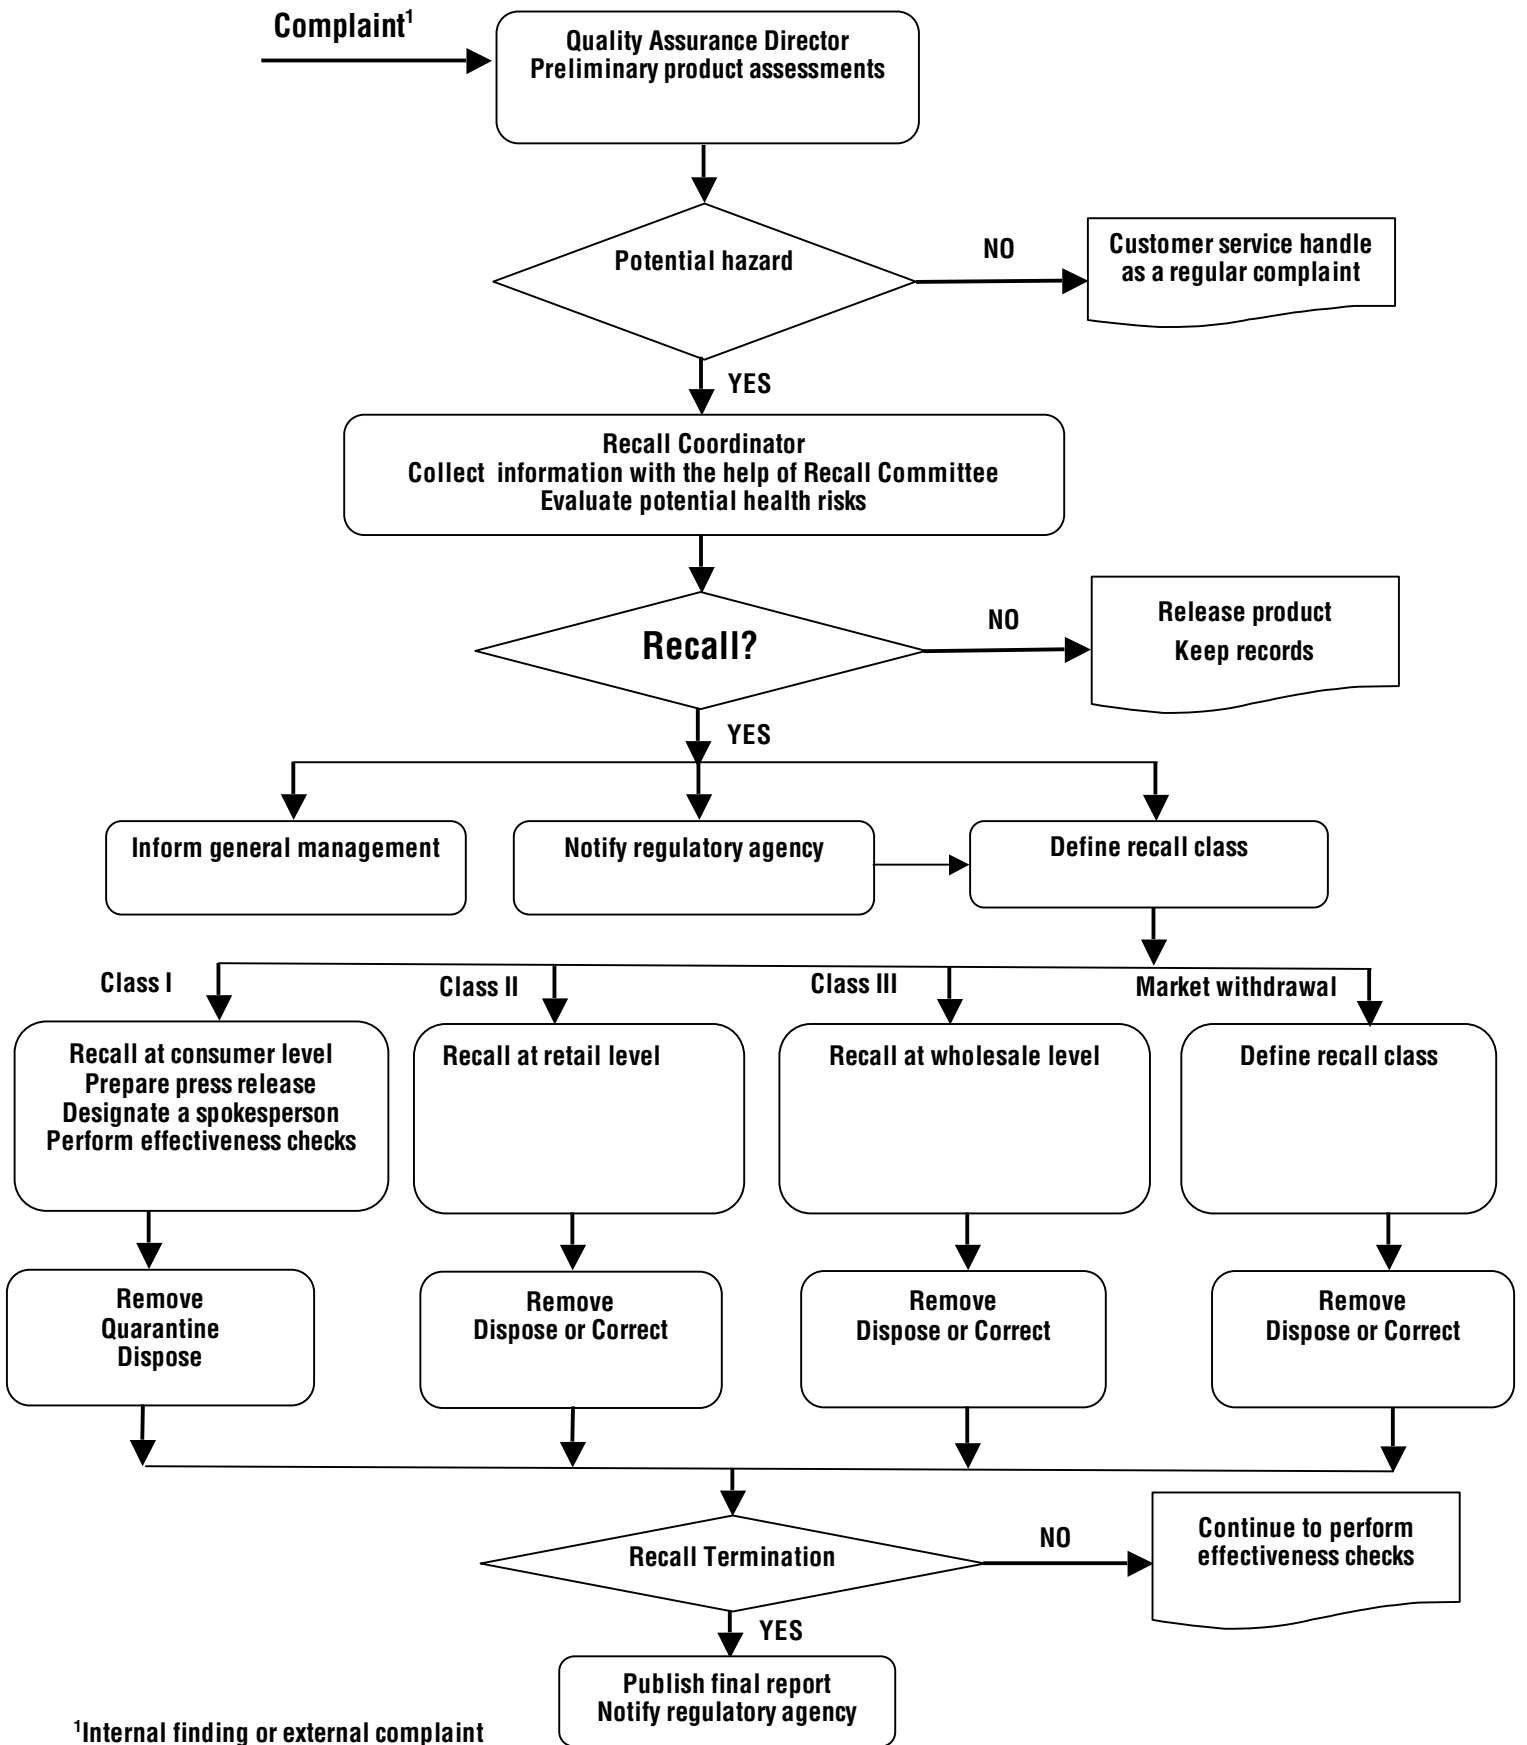 Complaint1
Quality Assurance Director
Preliminary product assessments
Potential hazard
NO
Customer service handle
as a regular complaint
YES
Recall Coordinator
Collect information with the help of Recall Committee
Evaluate potential health risks
Recall?
NO
Release product
Keep records
YES
Inform general management
Notify regulatory agency
Define recall class
Class I
Class II
Class III
Market withdrawal
Recall at consumer level
Prepare press release
Designate a spokesperson
Perform effectiveness checks
Recall at retail level
Recall at wholesale level
Define recall class
Remove
Quarantine
Dispose
Remove
Dispose or Correct
Remove
Dispose or Correct
Remove
Dispose or Correct
Recall Termination
NO
Continue to perform
effectiveness checks
YES
Publish final report
Notify regulatory agency
1Internal finding or external complaint